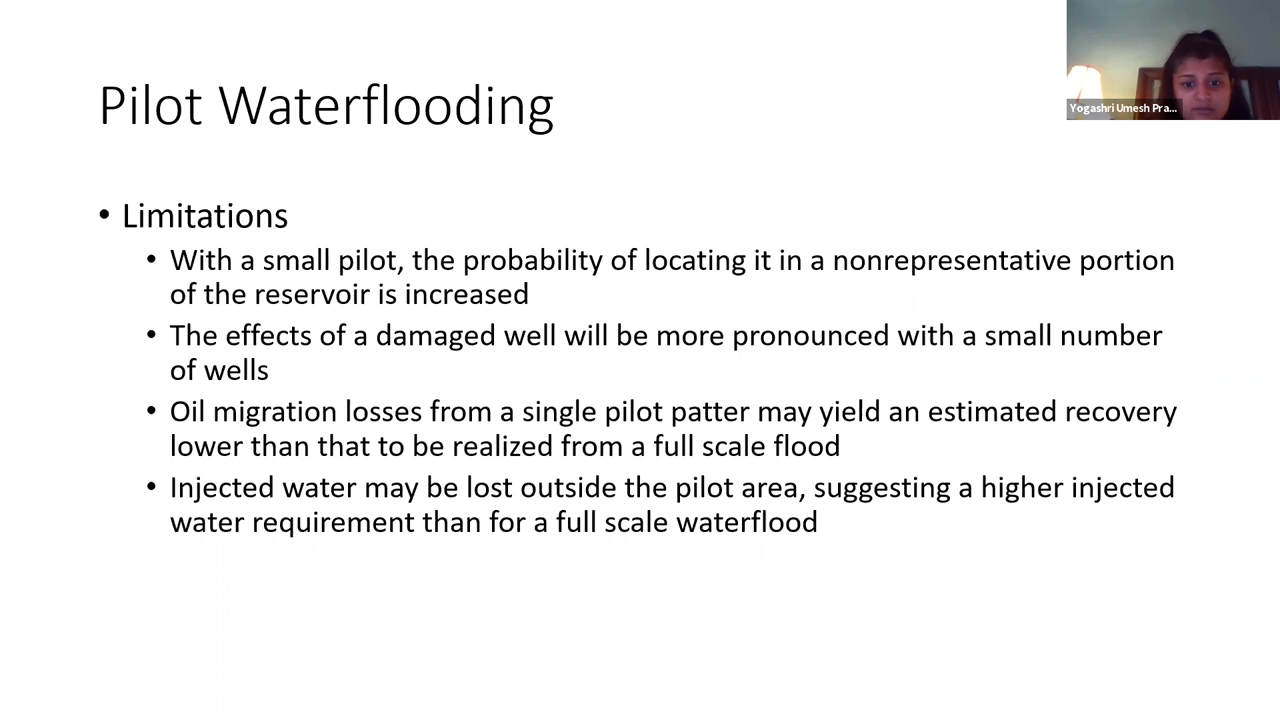 Pilot Waterflooding
Yogashri Umesh Pra...
• Limitations
• With a small pilot, the probability of locating it in a nonrepresentative portion
of the reservoir is increased
• The effects of a damaged well will be more pronounced with a small number
of wells
• Oil migration losses from a single pilot patter may yield an estimated recovery
lower than that to be realized from a full scale flood
• Injected water may be lost outside the pilot area, suggesting a higher injected
water requirement than for a full scale waterflood